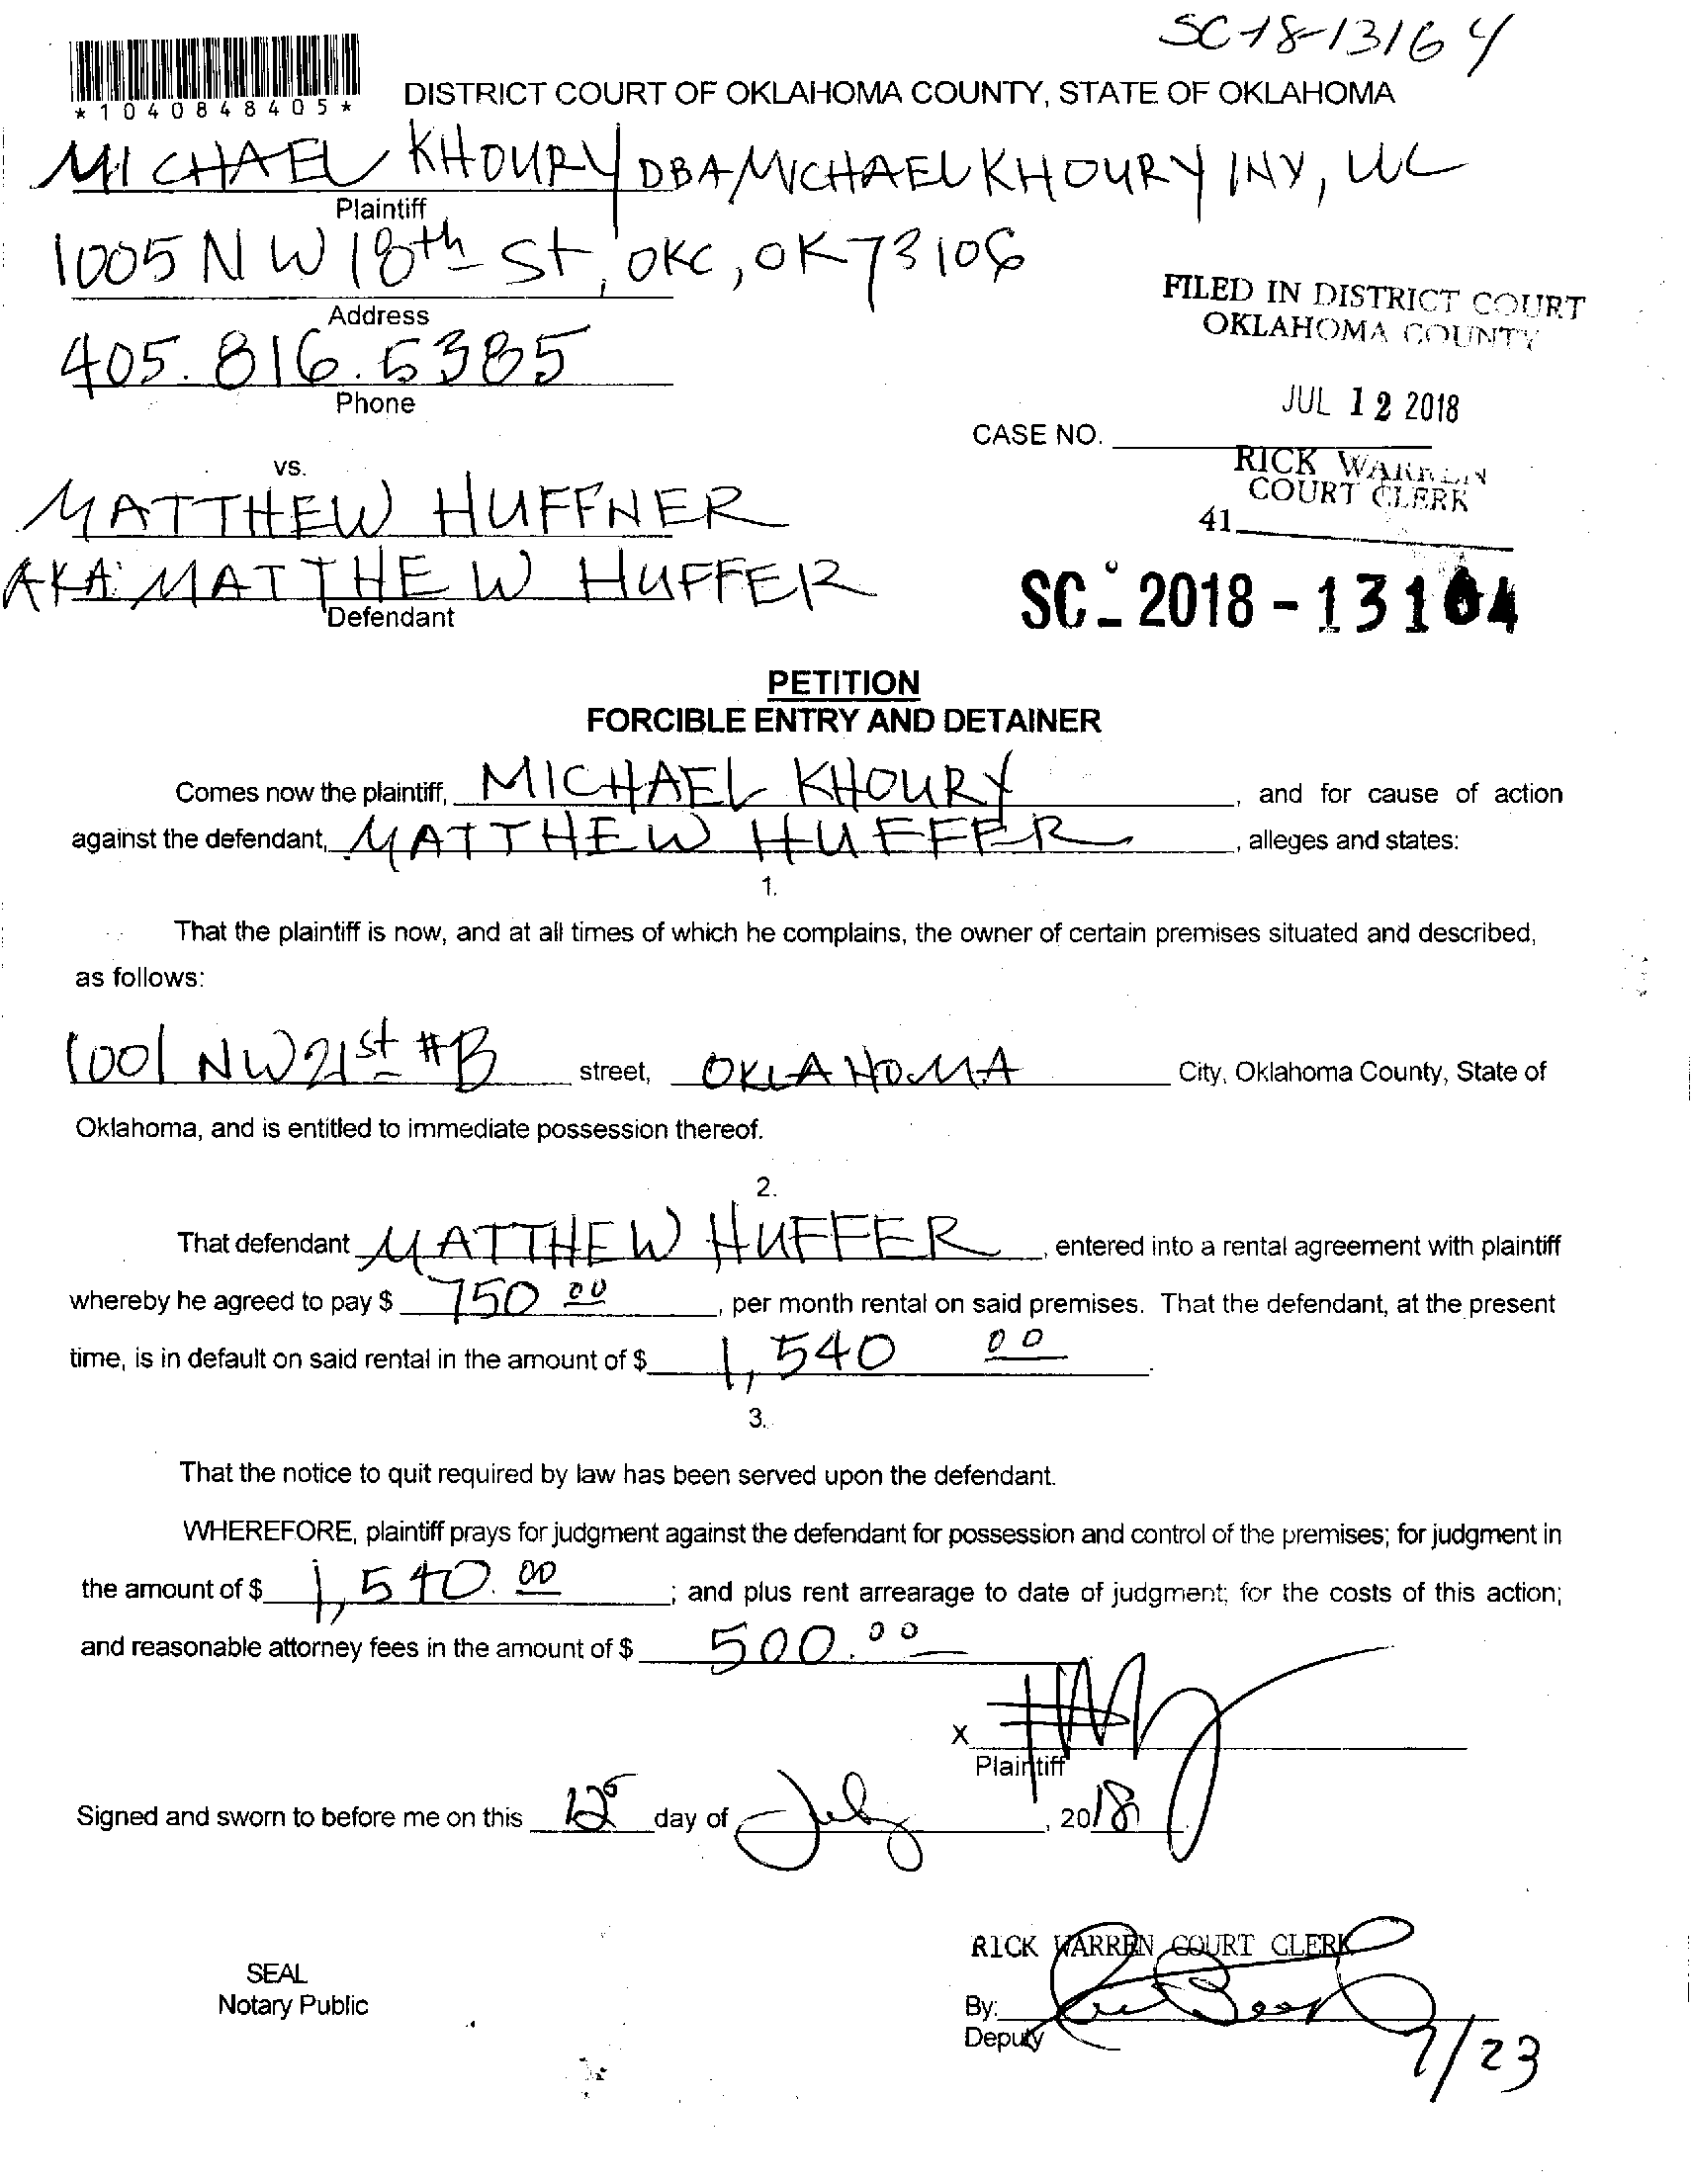 SC-18-13164
*1040848405*
DISTRICT COURT OF OKLAHOMA COUNTY, STATE OF OKLAHOMA
MICHAEL KHOURY DBA MICHAEL KHOURY INV, LLC
Plaintiff
1005 NW 18th St, OKC, OK 73106
Address
FILED IN DISTRICT COURT
OKLAHOMA COUNTY
405.816.5385
Phone
JUL 12 2018
CASE NO.
RICK WARREN
COURT CLERK
41
vs.
MATTHEW HUFFNER
AKA MATTHEW HUFFER
Defendant
SC-2018-13164
PETITION
FORCIBLE ENTRY AND DETAINER
Comes now the plaintiff, MICHAEL KHOURY, and for cause of action
against the defendant, MATTHEW HUFFER, alleges and states:
1.
That the plaintiff is now, and at all times of which he complains, the owner of certain premises situated and described,
as follows:
1001 NW 21st #B street, OKLAHOMA City, Oklahoma County, State of
Oklahoma, and is entitled to immediate possession thereof.
2.
That defendant MATTHEW HUFFER, entered into a rental agreement with plaintiff
whereby he agreed to pay $ 750 00, per month rental on said premises. That the defendant, at the present
time, is in default on said rental in the amount of $ 1,540 00.
3.
That the notice to quit required by law has been served upon the defendant.
WHEREFORE, plaintiff prays for judgment against the defendant for possession and control of the premises; for judgment in
the amount of $ 1,540.00; and plus rent arrearage to date of judgment; for the costs of this action;
and reasonable attorney fees in the amount of $ 500.00
X
Plaintiff
Signed and sworn to before me on this 12 day of July, 2018.
RICK WARREN COURT CLERK
SEAL
Notary Public
By:
Deputy
7/23